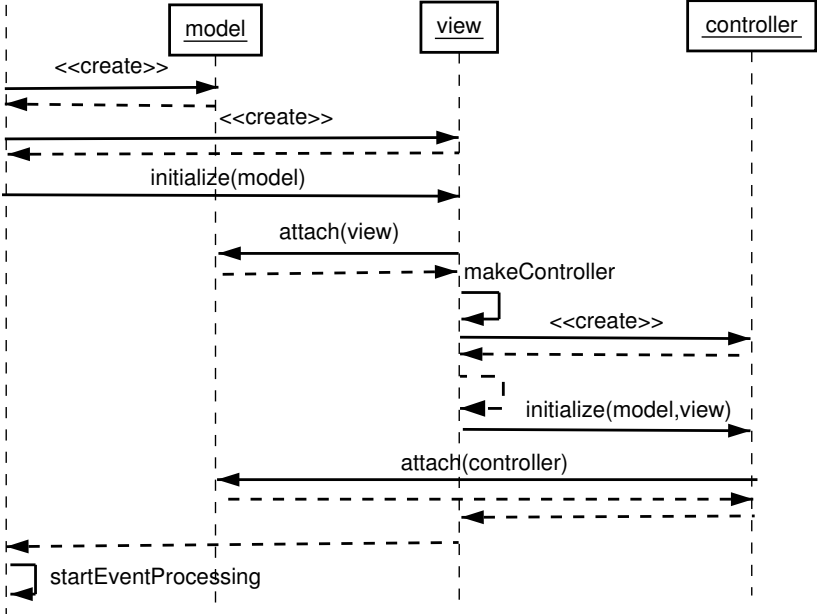 model
view
controller
<<create>>
<<create>>
initialize(model)
attach(view)
makeController
<<create>>
initialize(model,view)
attach(controller)
startEventProcessing